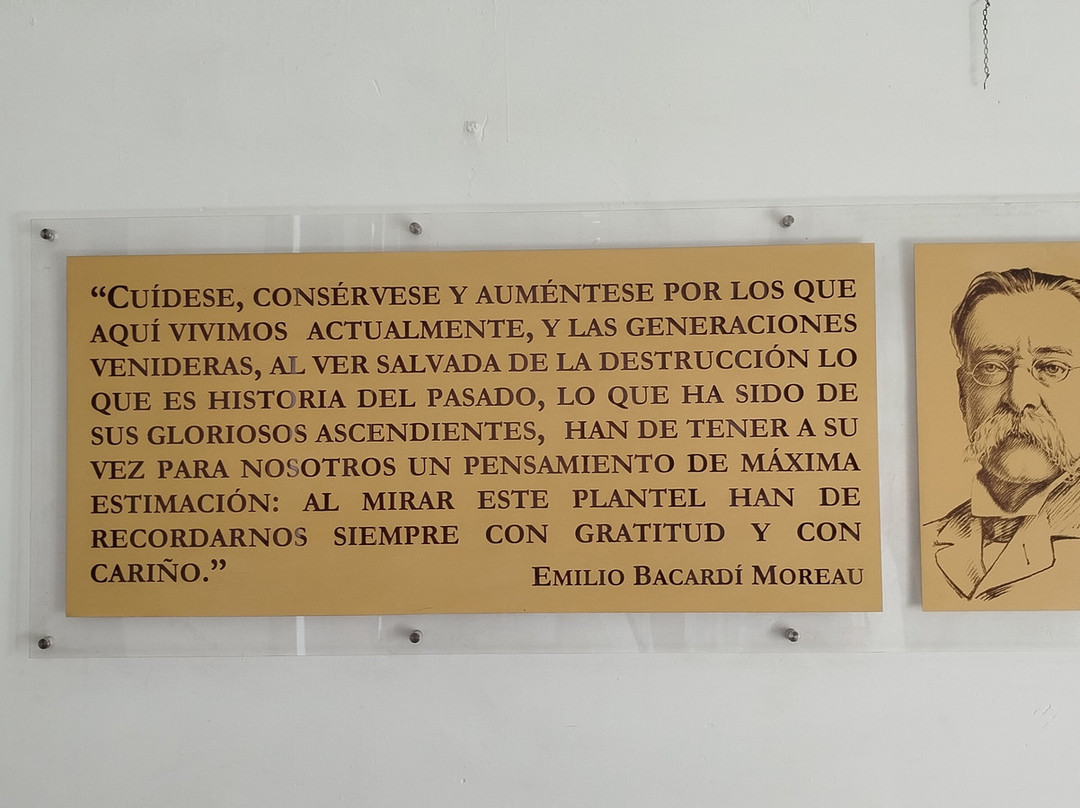 “CUÍDESE, CONSÉRVESE Y AUMÉNTESE POR LOS QUE
AQUÍ VIVIMOS ACTUALMENTE, Y LAS GENERACIONES
VENIDERAS, AL VER SALVADA DE LA DESTRUCCIÓN LO
QUE ES HISTORIA DEL PASADO, LO QUE HA SIDO DE
SUS GLORIOSOS ASCENDIENTES, HAN DE TENER A SU
VEZ PARA NOSOTROS UN PENSAMIENTO DE MÁXIMA
ESTIMACIÓN: AL MIRAR ESTE PLANTEL HAN DE
RECORDARNOS SIEMPRE CON GRATITUD Y CON
CARIÑO.”
EMILIO BACARDÍ MOREAU